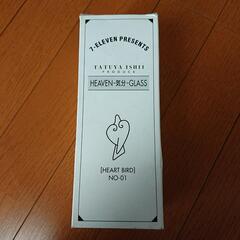 7-ELEVEN PRESENTS
TATUYA ISHII
PRODUCE
HEAVEN-気分-GLASS
[HEART BIRD]
NO-01